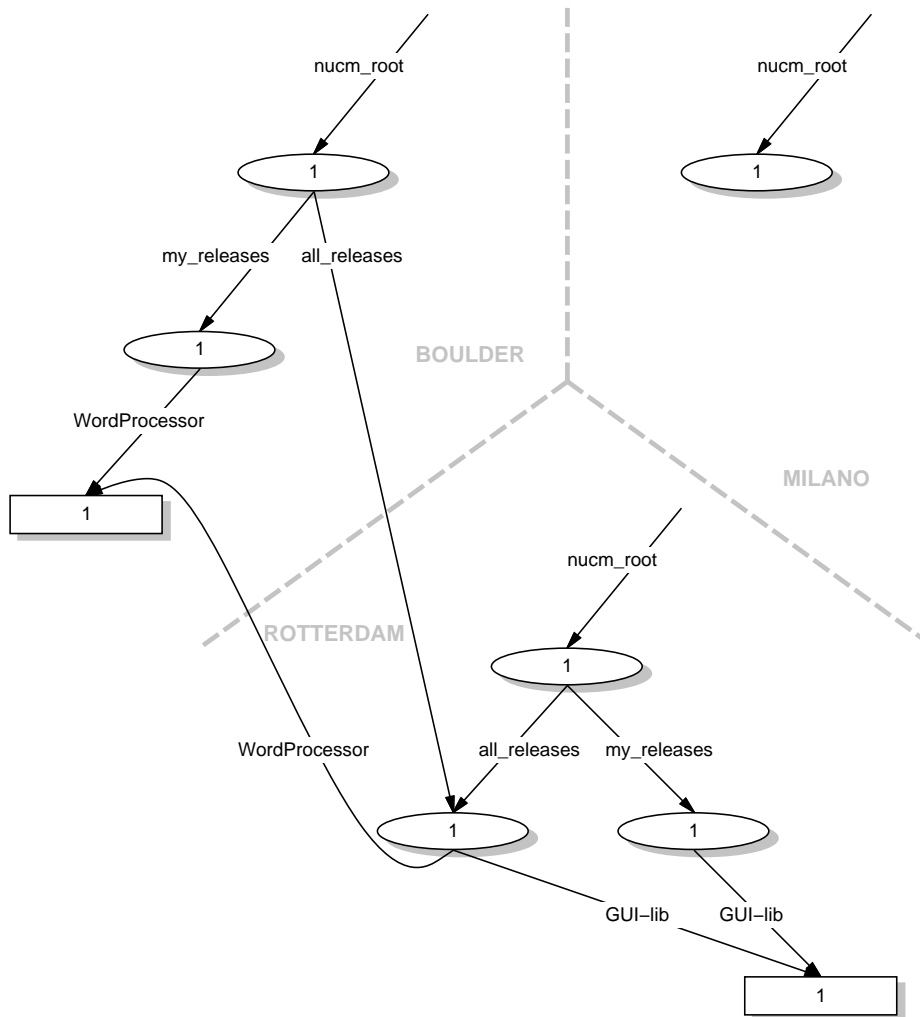 nucm_root
nucm_root
1
1
my_releases
all_releases
1
BOULDER
WordProcessor
MILANO
1
nucm_root
ROTTERDAM
1
WordProcessor
all_releases
my_releases
1
1
GUI−lib
GUI−lib
1